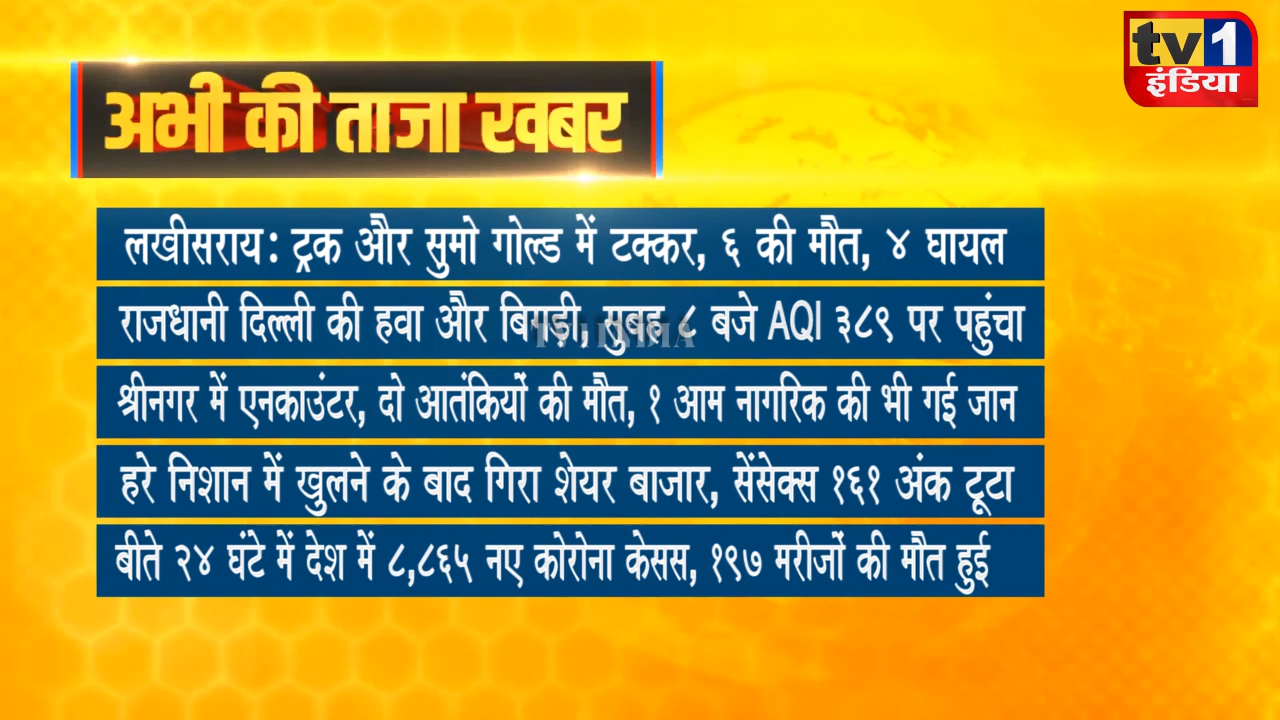 tv1
इंडिया
अभी की ताजा खबर
लखीसराय: ट्रक और सुमो गोल्ड में टक्कर, ६ की मौत, ४ घायल
राजधानी दिल्ली की हवा और बिगड़ी, सुबह ८ बजे AQI ३८९ पर पहुंचा
श्रीनगर में एनकाउंटर, दो आतंकियों की मौत, १ आम नागरिक की भी गई जान
हरे निशान में खुलने के बाद गिरा शेयर बाजार, सेंसेक्स १६१ अंक टूटा
बीते २४ घंटे में देश में ८,८६५ नए कोरोना केसस, १९७ मरीजों की मौत हुई